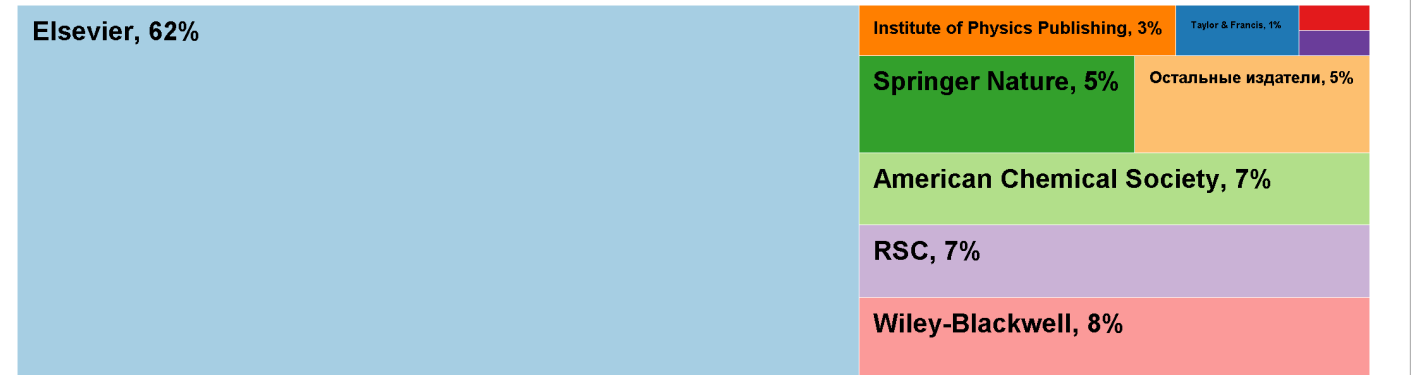 Elsevier, 62%
Institute of Physics Publishing, 3%
Taylor & Francis, 1%
Springer Nature, 5%
Остальные издатели, 5%
American Chemical Society, 7%
RSC, 7%
Wiley-Blackwell, 8%